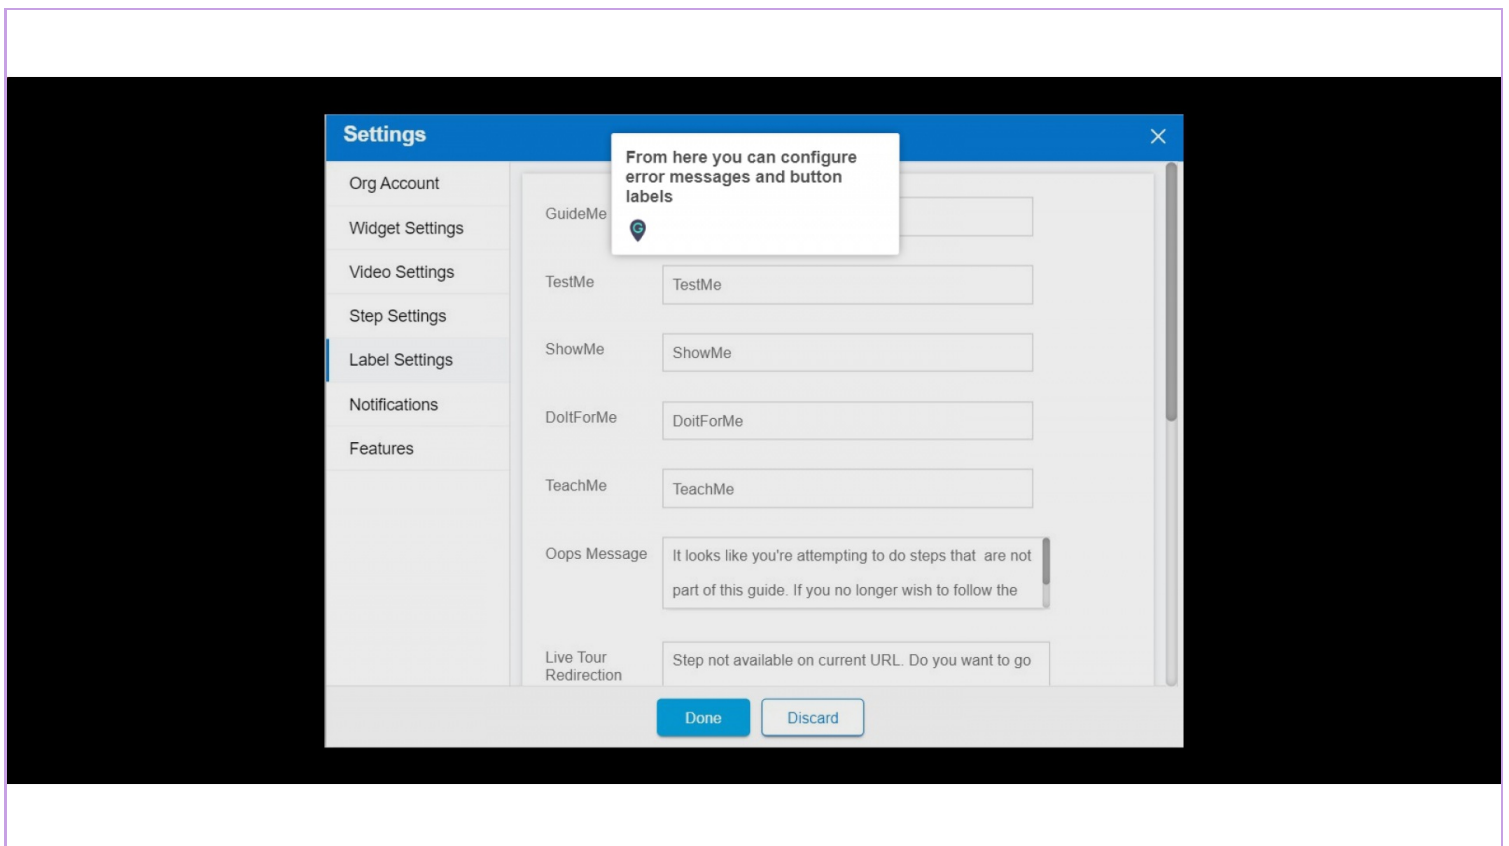 Settings
From here you can configure
error messages and button
labels
G
Org Account
Widget Settings
Video Settings
Step Settings
Label Settings
Notifications
Features
GuideMe
TestMe
TestMe
ShowMe
ShowMe
DoItForMe
DoitForMe
TeachMe
TeachMe
Oops Message
It looks like you're attempting to do steps that  are not
part of this guide. If you no longer wish to follow the
Live Tour
Redirection
Step not available on current URL. Do you want to go
Done
Discard